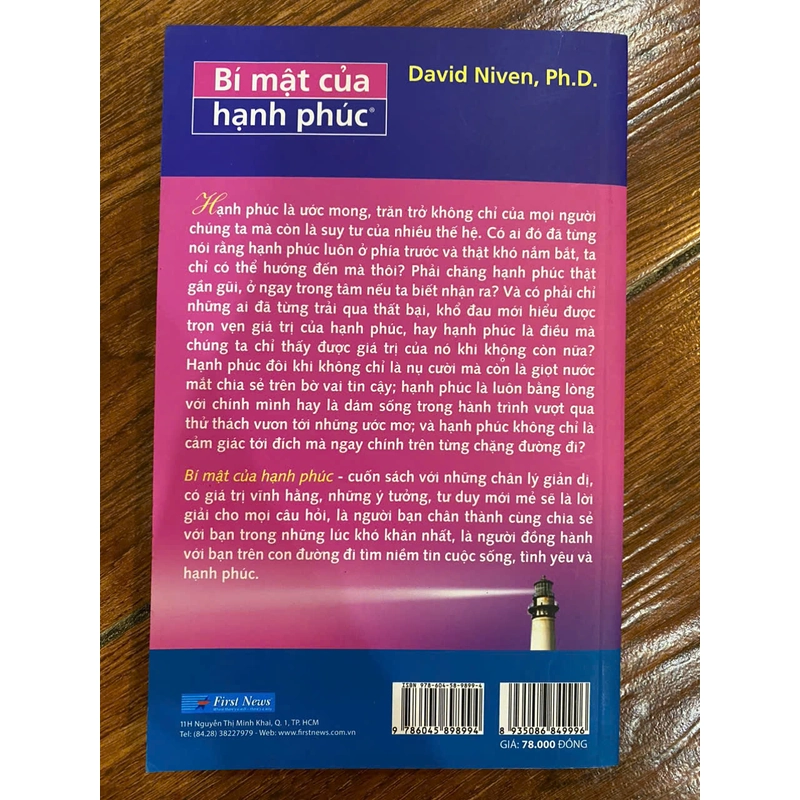 Bí mật của
hạnh phúc®
David Niven, Ph.D.
Hạnh phúc là ước mong, trăn trở không chỉ của mọi người
chúng ta mà còn là suy tư của nhiều thế hệ. Có ai đó đã từng
nói rằng hạnh phúc luôn ở phía trước và thật khó nắm bắt, ta
chỉ có thể hướng đến mà thôi? Phải chăng hạnh phúc thật
gần gũi, ở ngay trong tâm nếu ta biết nhận ra? Và có phải chỉ
những ai đã từng trải qua thất bại, khổ đau mới hiểu được
trọn vẹn giá trị của hạnh phúc, hay hạnh phúc là điều mà
chúng ta chỉ thấy được giá trị của nó khi không còn nữa?
Hạnh phúc đôi khi không chỉ là nụ cười mà còn là giọt nước
mắt chia sẻ trên bờ vai tin cậy; hạnh phúc là luôn bằng lòng
với chính mình hay là dám sống trong hành trình vượt qua
thử thách vươn tới những ước mơ; và hạnh phúc không chỉ là
cảm giác tới đích mà ngay chính trên từng chặng đường đi?
Bí mật của hạnh phúc - cuốn sách với những chân lý giản dị,
có giá trị vĩnh hằng, những ý tưởng, tư duy mới mẻ sẽ là lời
giải cho mọi câu hỏi, là người bạn chân thành cùng chia sẻ
với bạn trong những lúc khó khăn nhất, là người đồng hành
với bạn trên con đường đi tìm niềm tin cuộc sống, tình yêu và
hạnh phúc.
First News
11H Nguyễn Thị Minh Khai, Q. 1, TP. HCM
Tel: (84.28) 38227979 - Web: www.firstnews.com.vn
ISBN 978-604-58-9899-4
9 786045 898994
8 935086 849996
GIÁ: 78.000 ĐỒNG